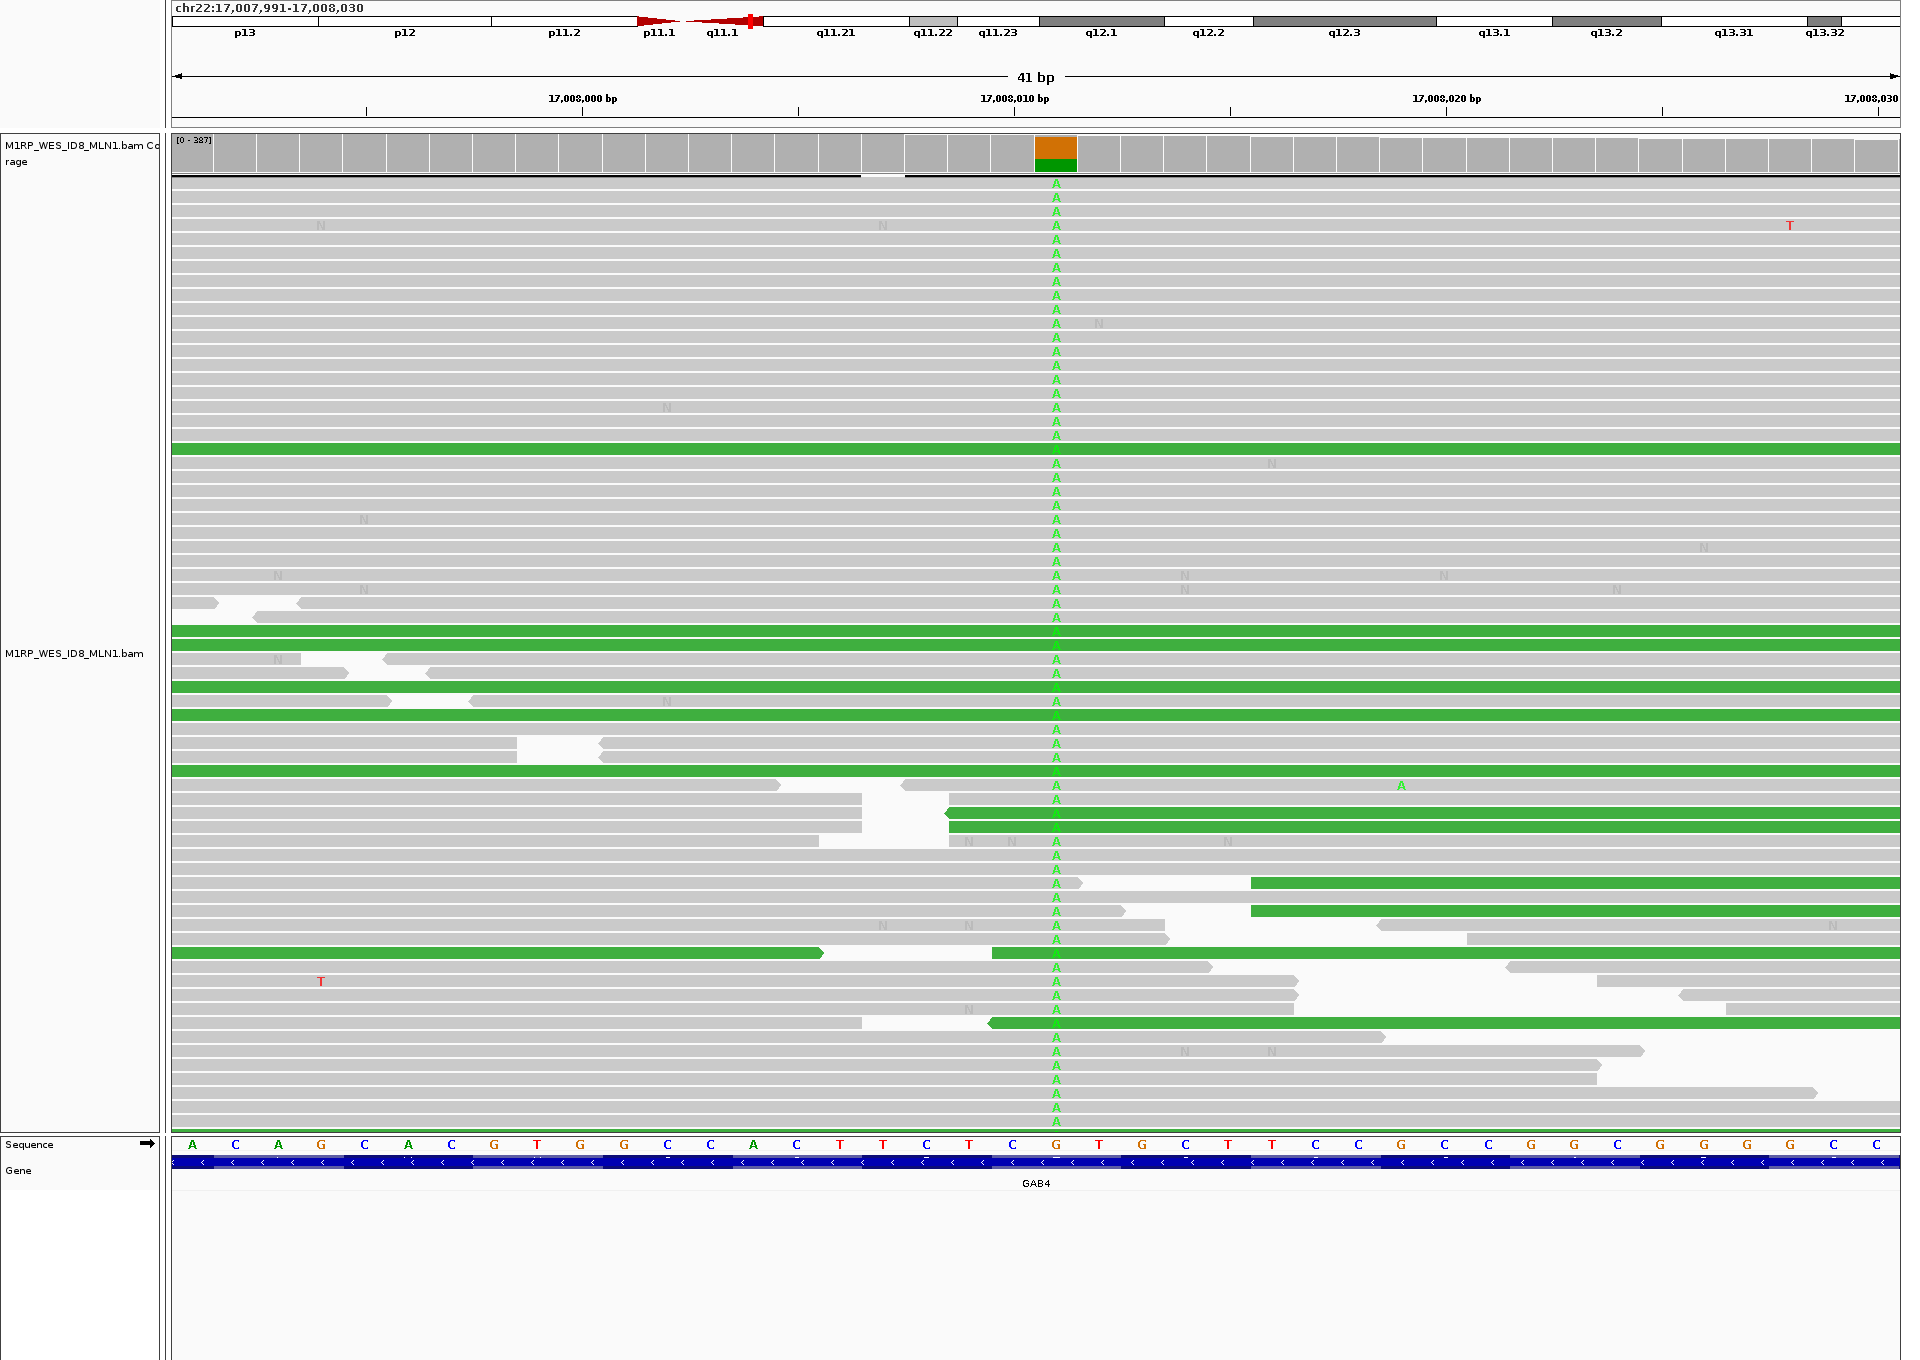 chr22:17,007,991-17,008,030
p13 p12 p11.2 p11.1 q11.1 q11.21 q11.22 q11.23 q12.1 q12.2 q12.3 q13.1 q13.2 q13.31 q13.32
41 bp
17,008,000 bp 17,008,010 bp 17,008,020 bp 17,008,030
M1RP_WES_ID8_MLN1.bam Co
rage
[0 - 387]
A
A
A
N N A T
A
A
A
A
A
A
A N
A
A
A
A
A
N A
A
A
A
A N
A
A
A
N A
A
A N
A
N A N N
N A N N
A
A
A
A
M1RP_WES_ID8_MLN1.bam
N A
A
A
N A
A
A
A
A
A
A A
A
A
A
N N A N
A
A
A
A
A
N N A N
A
A
A
T A
A
N A
A
A
A N N
A
A
A
A
A
Sequence A C A G C A C G T G G C C A C T T C T C G T G C T T C C G C C G G C G G G G C C
Gene
GAB4